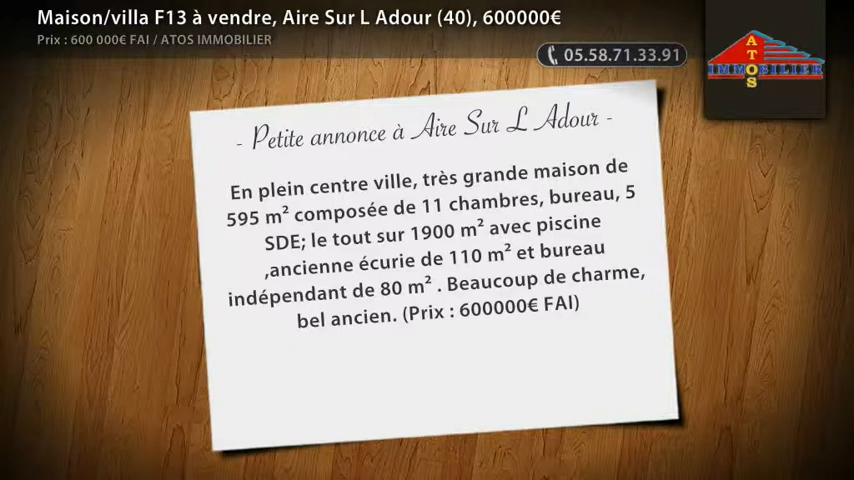 Maison/villa F13 à vendre, Aire Sur L Adour (40), 600000€
Prix : 600 000€ FAI / ATOS IMMOBILIER
05.58.71.33.91
ATOS
IMMOBILIER
- Petite annonce à Aire Sur L Adour -
En plein centre ville, très grande maison de
595 m² composée de 11 chambres, bureau, 5
SDE; le tout sur 1900 m² avec piscine
,ancienne écurie de 110 m² et bureau
indépendant de 80 m² . Beaucoup de charme,
bel ancien. (Prix : 600000€ FAI)